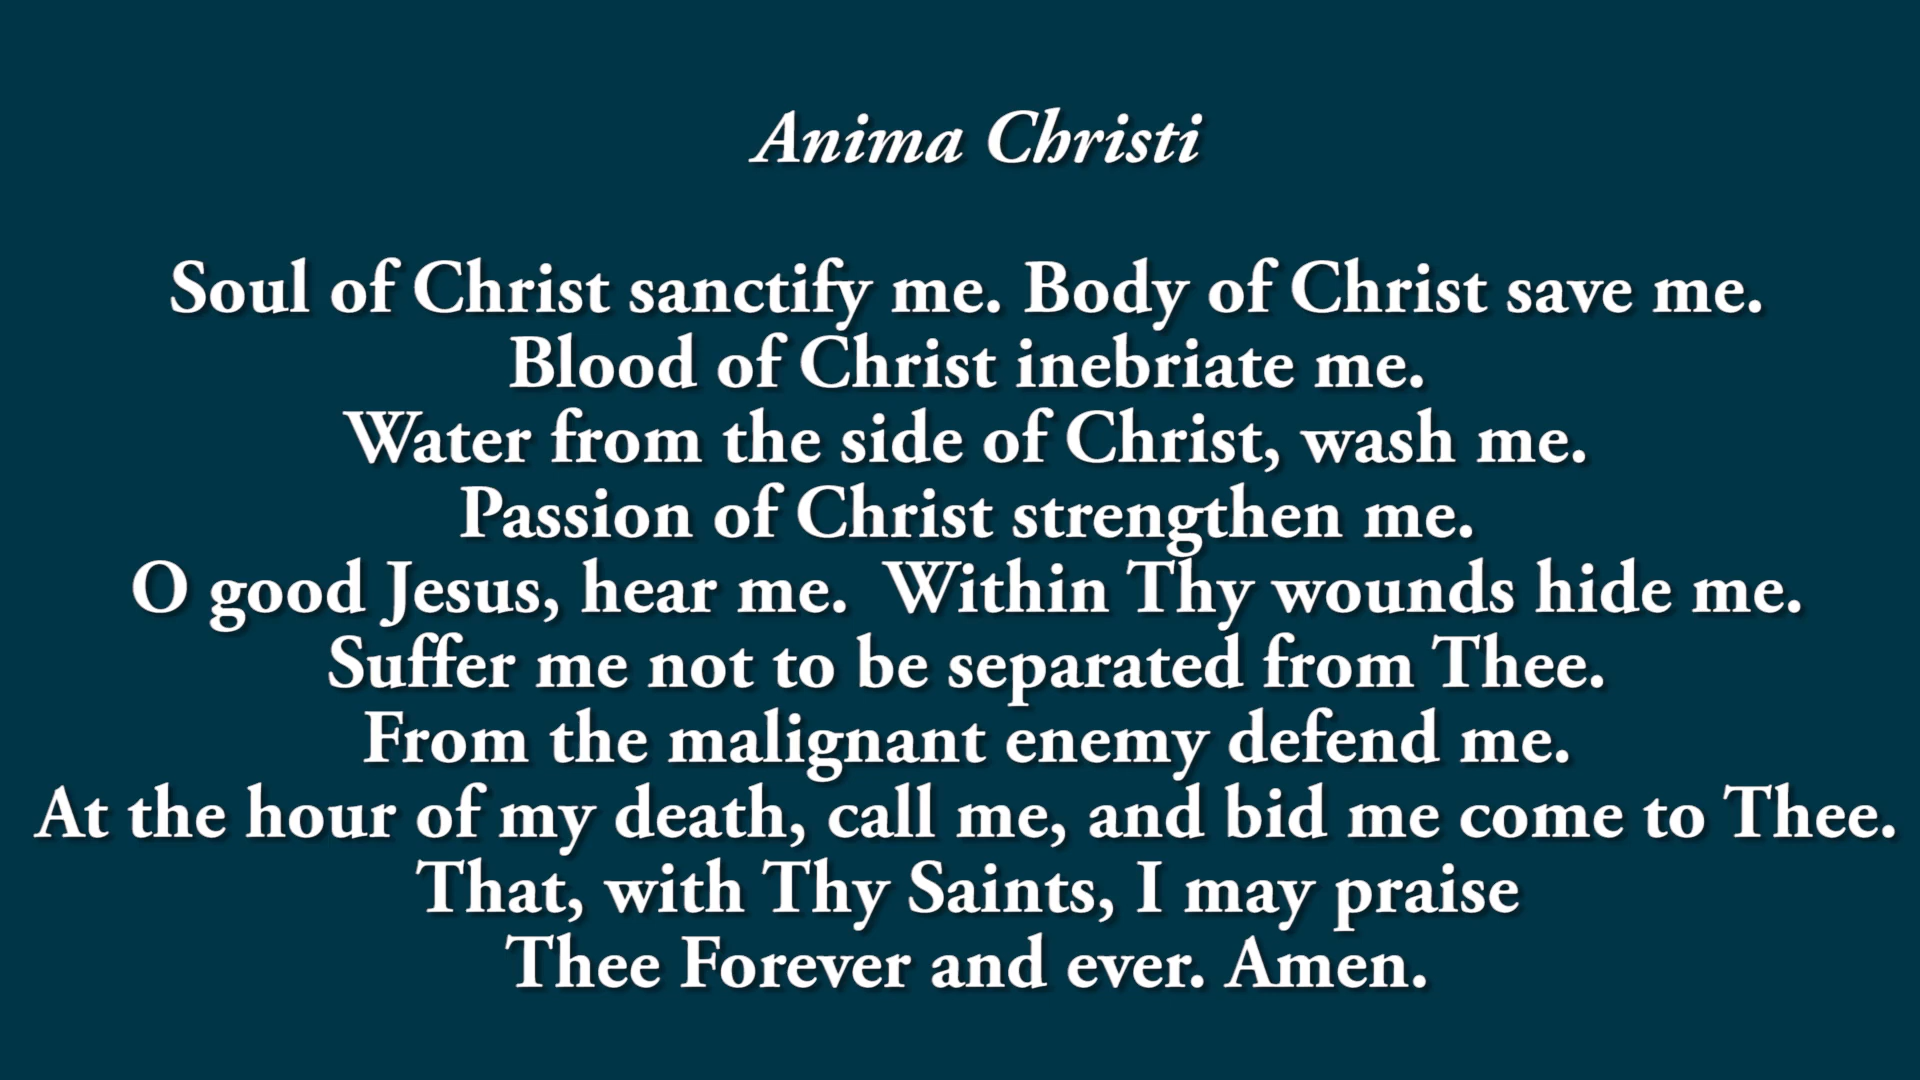 Anima Christi
Soul of Christ sanctify me. Body of Christ save me.
Blood of Christ inebriate me.
Water from the side of Christ, wash me.
Passion of Christ strengthen me.
O good Jesus, hear me.  Within Thy wounds hide me.
Suffer me not to be separated from Thee.
From the malignant enemy defend me.
At the hour of my death, call me, and bid me come to Thee.
That, with Thy Saints, I may praise
Thee Forever and ever. Amen.